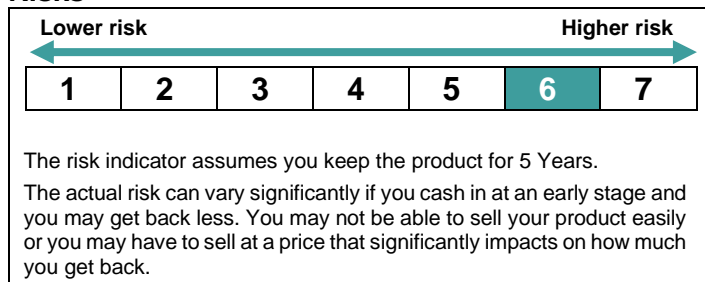 Lower risk Higher risk
1 2 3 4 5 6 7
The risk indicator assumes you keep the product for 5 Years.
The actual risk can vary significantly if you cash in at an early stage and
you may get back less. You may not be able to sell your product easily
or you may have to sell at a price that significantly impacts on how much
you get back.